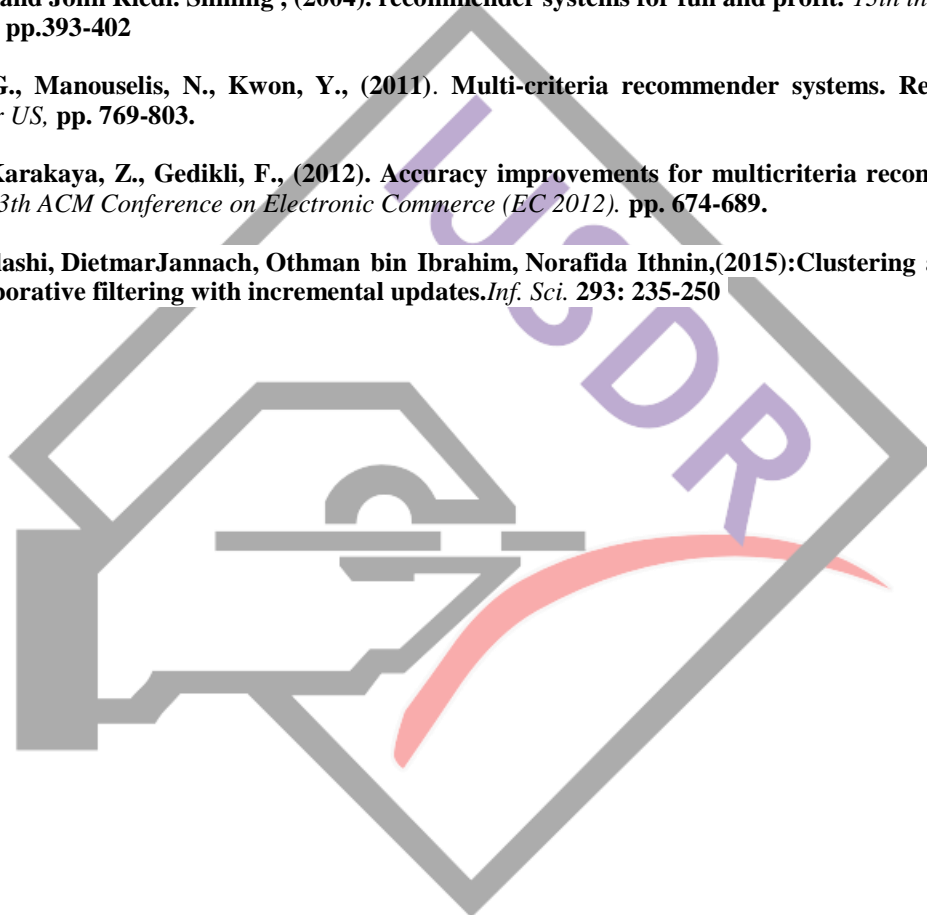 and John Riedl. Shilling , (2004). recommender systems for fun and profit. 13th in
pp.393-402
G., Manouselis, N., Kwon, Y., (2011). Multi-criteria recommender systems. Re
r US, pp. 769-803.
Karakaya, Z., Gedikli, F., (2012). Accuracy improvements for multicriteria recon
3th ACM Conference on Electronic Commerce (EC 2012). pp. 674-689.
lashi, DietmarJannach, Othman bin Ibrahim, Norafida Ithnin,(2015):Clustering a
porative filtering with incremental updates.Inf. Sci. 293: 235-250
IJSDR